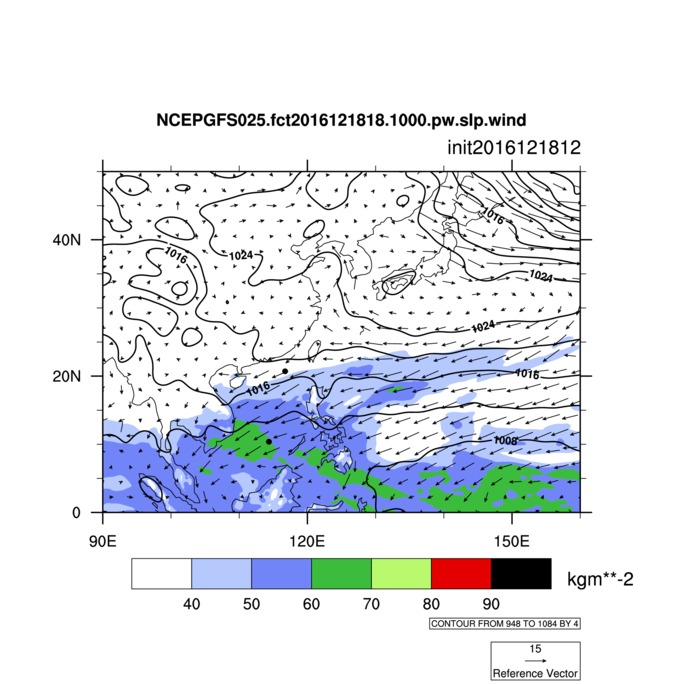 NCEPGFS025.fct2016121818.1000.pw.slp.wind
init2016121812
1016
40N
1016
1024
1024
1024
20N
1016
1016
1008
0
90E 120E 150E
40 50 60 70 80 90
kgm**-2
CONTOUR FROM 948 TO 1084 BY 4
15
Reference Vector